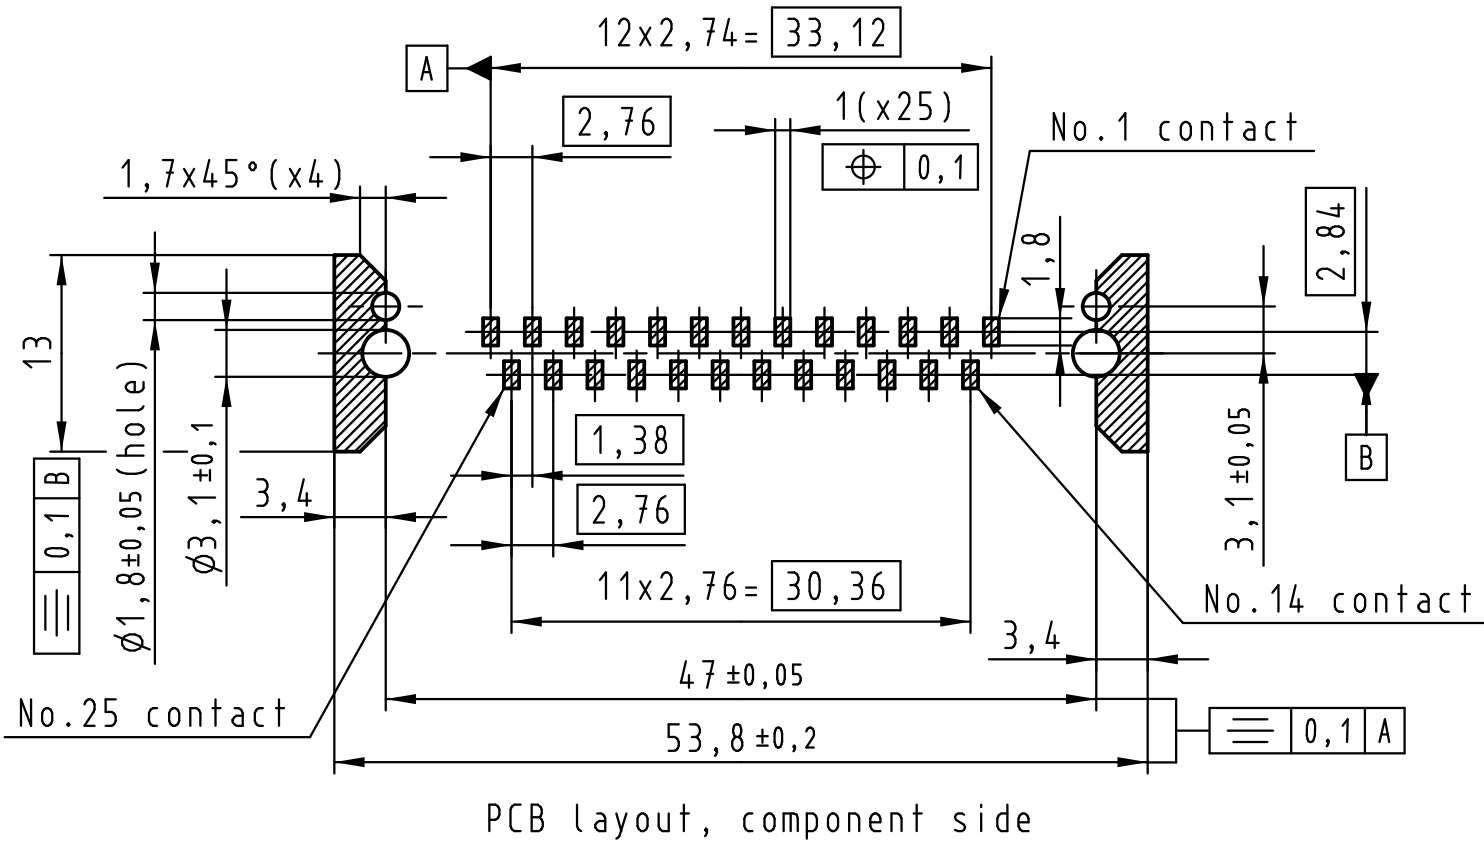 12x2,74= 33,12
A
2,76
1(x25)
No.1 contact
1,7x45°(x4)
⌖ 0,1
2,84
1,8
13
1,38
2,76
11x2,76= 30,36
3,4
Ø1,8±0,05(hole)
Ø3,1±0,1
⌯ 0,1 B
3,1±0,05
B
No.14 contact
3,4
47±0,05
No.25 contact
53,8±0,2
⌯ 0,1 A
PCB layout, component side